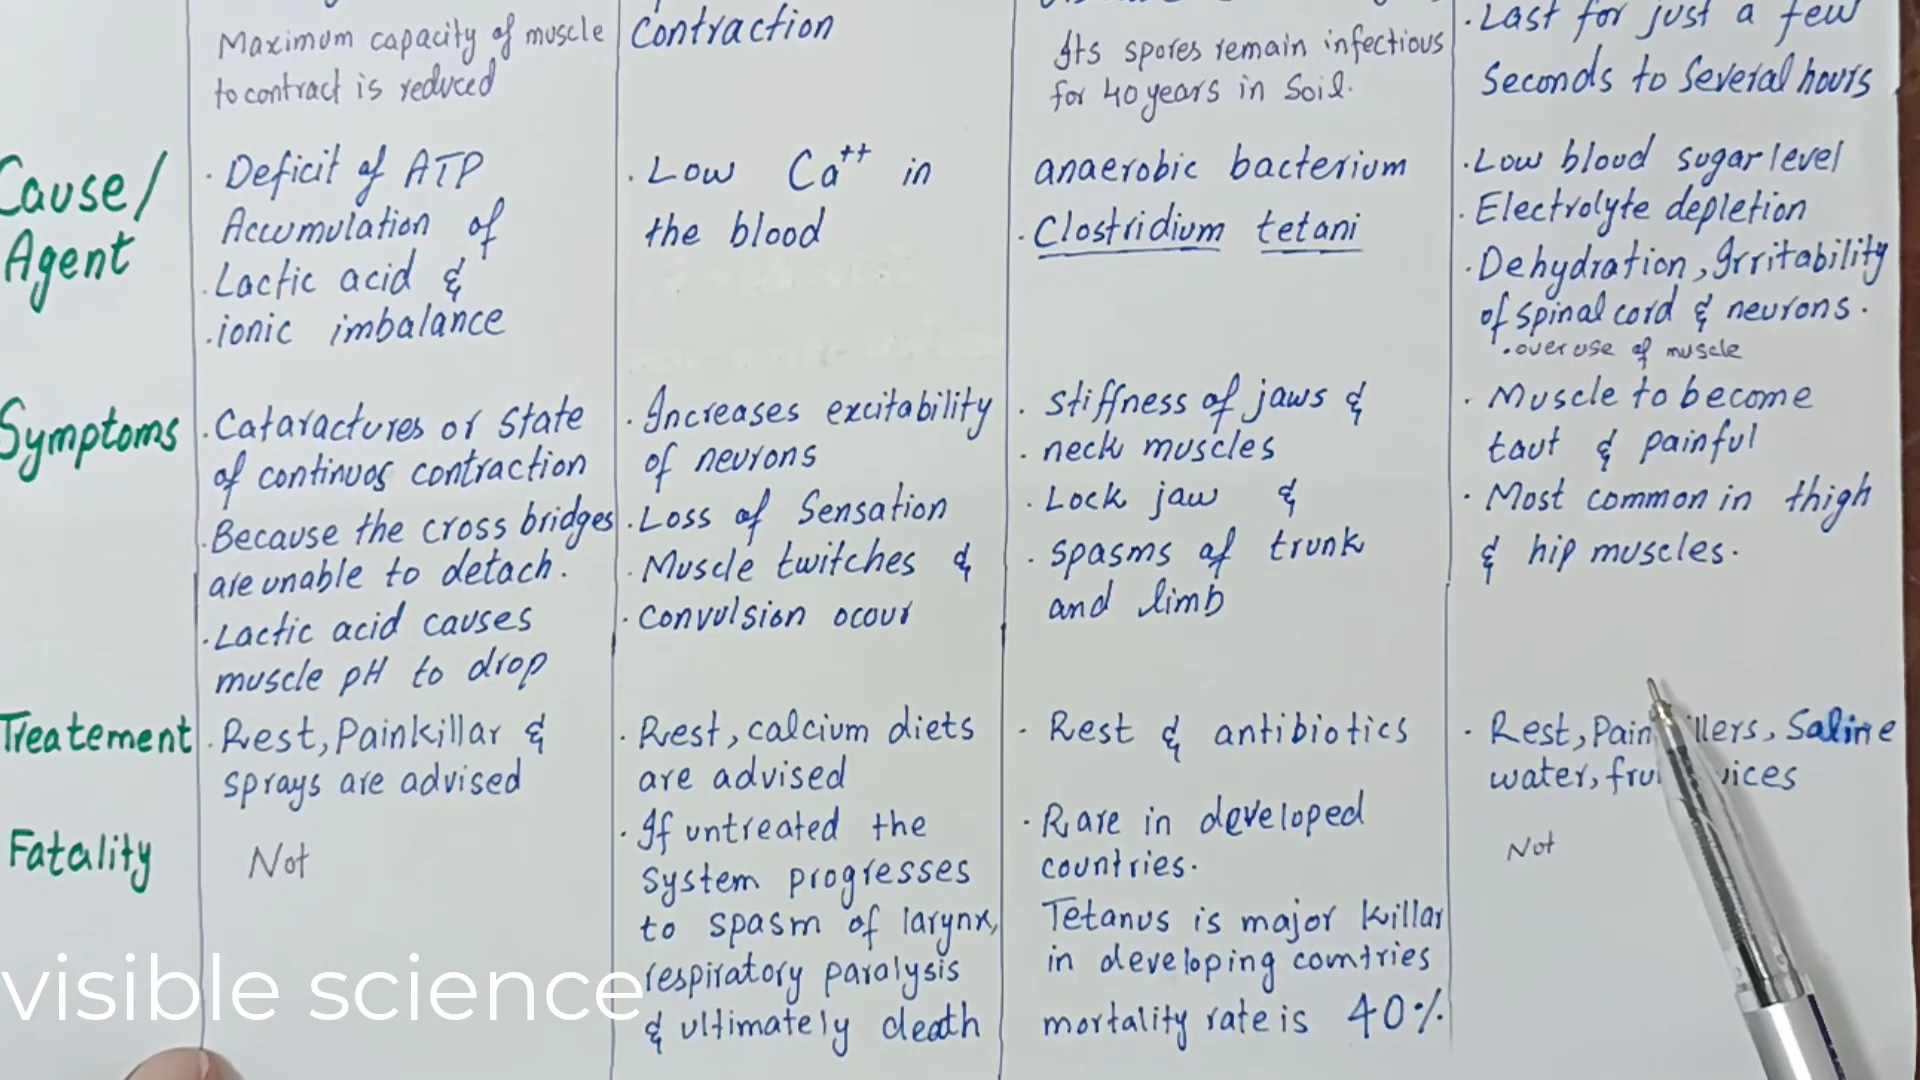 Maximum capacity of muscle
to contract is reduced
Contraction
Its spores remain infectious
for 40 years in Soil.
. Last for just a few
Seconds to Several hours
Cause/
Agent
. Deficit of ATP
Accumulation of
. Lactic acid &
. ionic imbalance
. Low Ca++ in
the blood
anaerobic bacterium
. Clostridium tetani
. Low blood sugar level
. Electrolyte depletion
. Dehydration, Irritability
of spinal cord & neurons.
. over use of muscle
Symptoms
. Cataractures or State
of continuos contraction
. Because the cross bridges
are unable to detach.
. Lactic acid causes
muscle pH to drop
. Increases excitability
of neurons
. Loss of Sensation
. Muscle twitches &
. convulsion occur
. Stiffness of jaws &
. neck muscles
. Lock jaw &
. spasms of trunk
and limb
. Muscle to become
taut & painful
. Most common in thigh
& hip muscles.
Treatement
. Rest, Painkillar &
sprays are advised
. Rest, calcium diets
are advised
. Rest & antibiotics
. Rest, Pain illers, Saline
water, fru uices
Fatality
Not
. If untreated the
system progresses
to spasm of larynx,
respiratory paralysis
& ultimately death
. Rare in developed
countries.
Tetanus is major killar
in developing comtries
mortality rate is 40%
Not
visible science